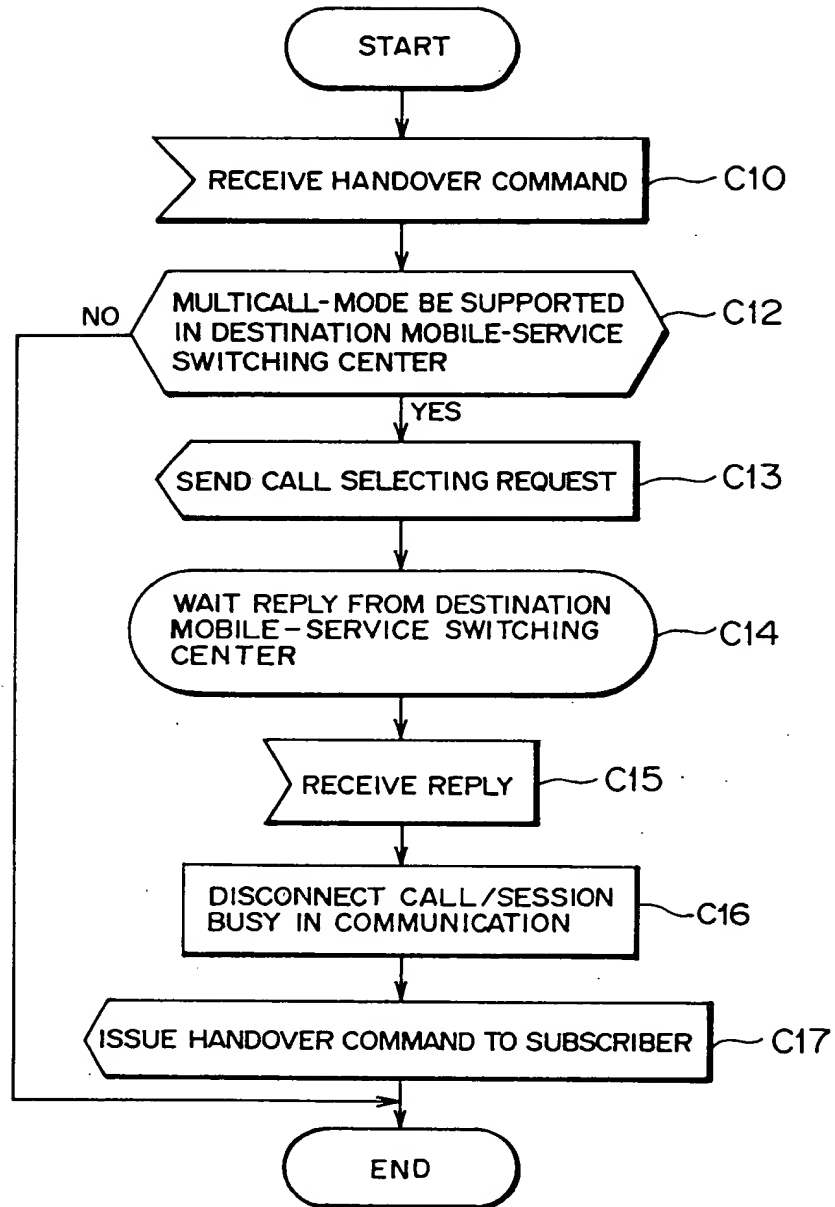 START
RECEIVE HANDOVER COMMAND
C10
MULTICALL-MODE BE SUPPORTED
IN DESTINATION MOBILE-SERVICE
SWITCHING CENTER
C12
NO
YES
SEND CALL SELECTING REQUEST
C13
WAIT REPLY FROM DESTINATION
MOBILE-SERVICE SWITCHING
CENTER
C14
RECEIVE REPLY
C15
DISCONNECT CALL/SESSION
BUSY IN COMMUNICATION
C16
ISSUE HANDOVER COMMAND TO SUBSCRIBER
C17
END